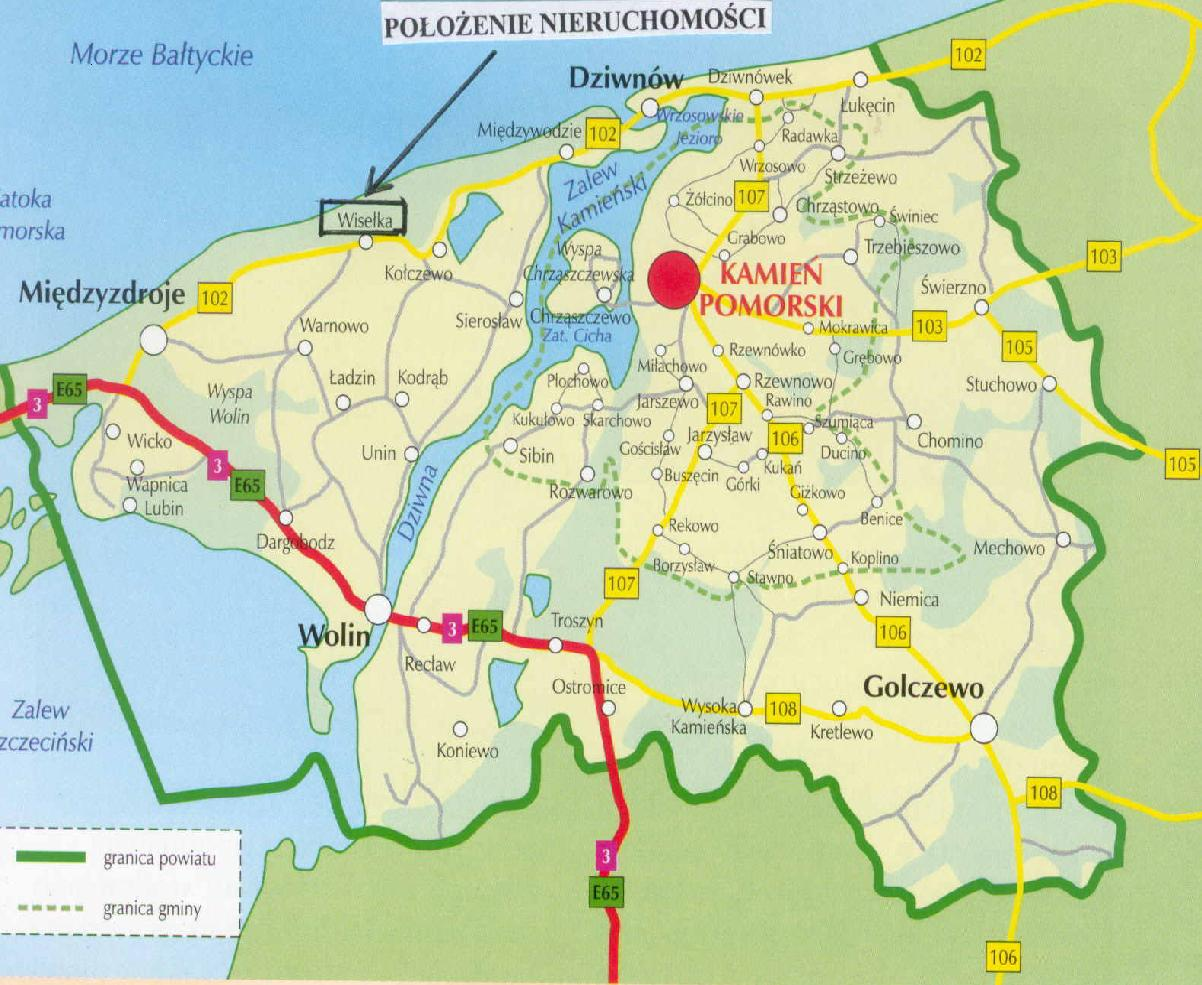 POŁOŻENIE NIERUCHOMOŚCI
Morze Bałtyckie
Dziwnów
Dziwnówek
102
Łukęcin
Międzywodzie
102
Wrzosowskie
Jezioro
Radawka
Wrzosowo
Strzeżewo
Zalew
Kamieński
Żółcino
107
Chrząstowo
Świniec
atoka
morska
Wisełka
Grabowo
Trzebieszowo
Kołczewo
Wyspa
Chrząszczewska
KAMIEŃ
POMORSKI
103
Międzyzdroje
102
Świerzno
Sierosław
Chrząszczewo
Zat. Cicha
Mokrawica
103
Warnowo
105
Rzewnówko
Grębowo
Miłachowo
Wyspa
Wolin
Ładzin
Kodrąb
Płochowo
Rzewnowo
Stuchowo
E65
3
Jarszewo
107
Rawino
Kukułowo
Skarchowo
Szumiąca
Wicko
Gościsław
Jarzysław
106
Chomino
Unin
Sibin
Ducino
Kukań
105
3
E65
Wapnica
Buszęcin
Górki
Rozwarowo
Giżkowo
Lubin
Dziwna
Benice
Rekowo
Dargobodz
Śniatowo
Mechowo
Borzysław
Koplino
Stawno
107
Niemica
Wolin
3
E65
Troszyn
106
Recław
Ostromice
Golczewo
Zalew
zczeciński
Wysoka
Kamieńska
108
Kretlewo
Koniewo
108
granica powiatu
3
E65
granica gminy
106